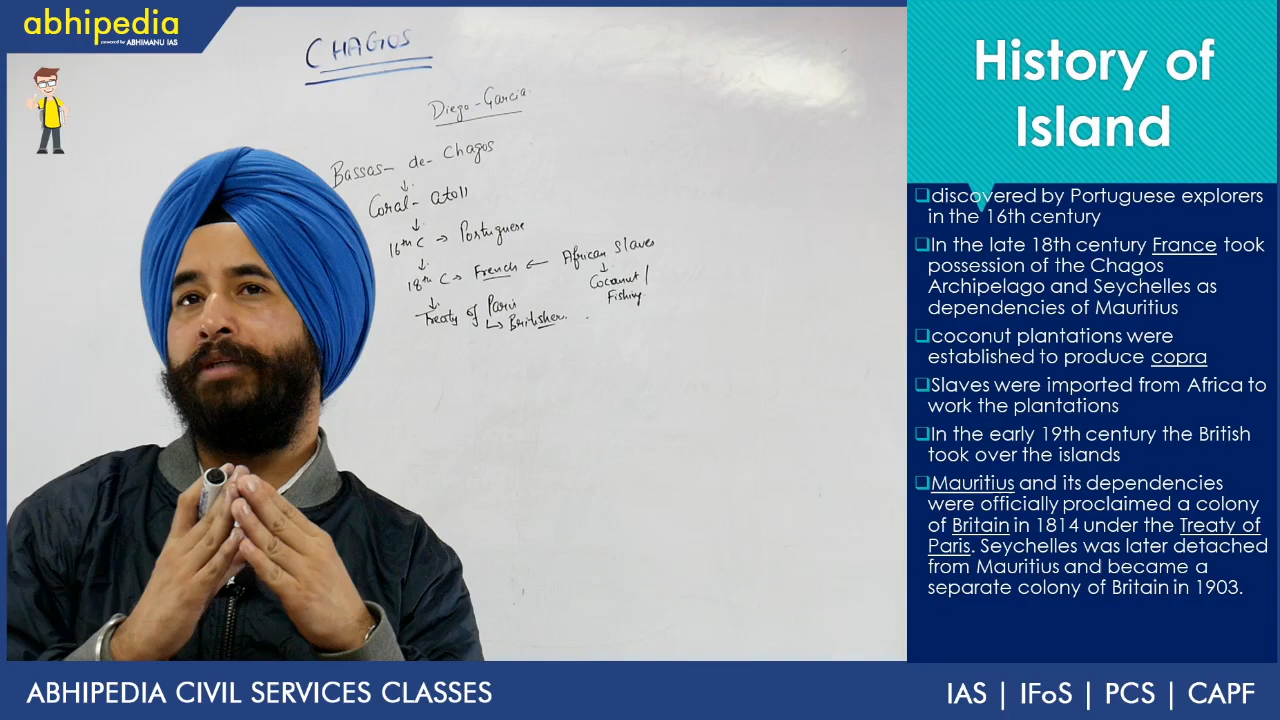 abhipedia
powered by ABHIMANU IAS
CHAGOS
Diego-Garcia
Bassas- de- Chagos
Coral- atoll
16th C → Portuguese
18th C → French ← African Slaves
Coconut /
Fishing
Treaty of Paris
Britisher
History of
Island
discovered by Portuguese explorers
in the 16th century
In the late 18th century France took
possession of the Chagos
Archipelago and Seychelles as
dependencies of Mauritius
coconut plantations were
established to produce copra
Slaves were imported from Africa to
work the plantations
In the early 19th century the British
took over the islands
Mauritius and its dependencies
were officially proclaimed a colony
of Britain in 1814 under the Treaty of
Paris. Seychelles was later detached
from Mauritius and became a
separate colony of Britain in 1903.
ABHIPEDIA CIVIL SERVICES CLASSES
IAS | IFoS | PCS | CAPF